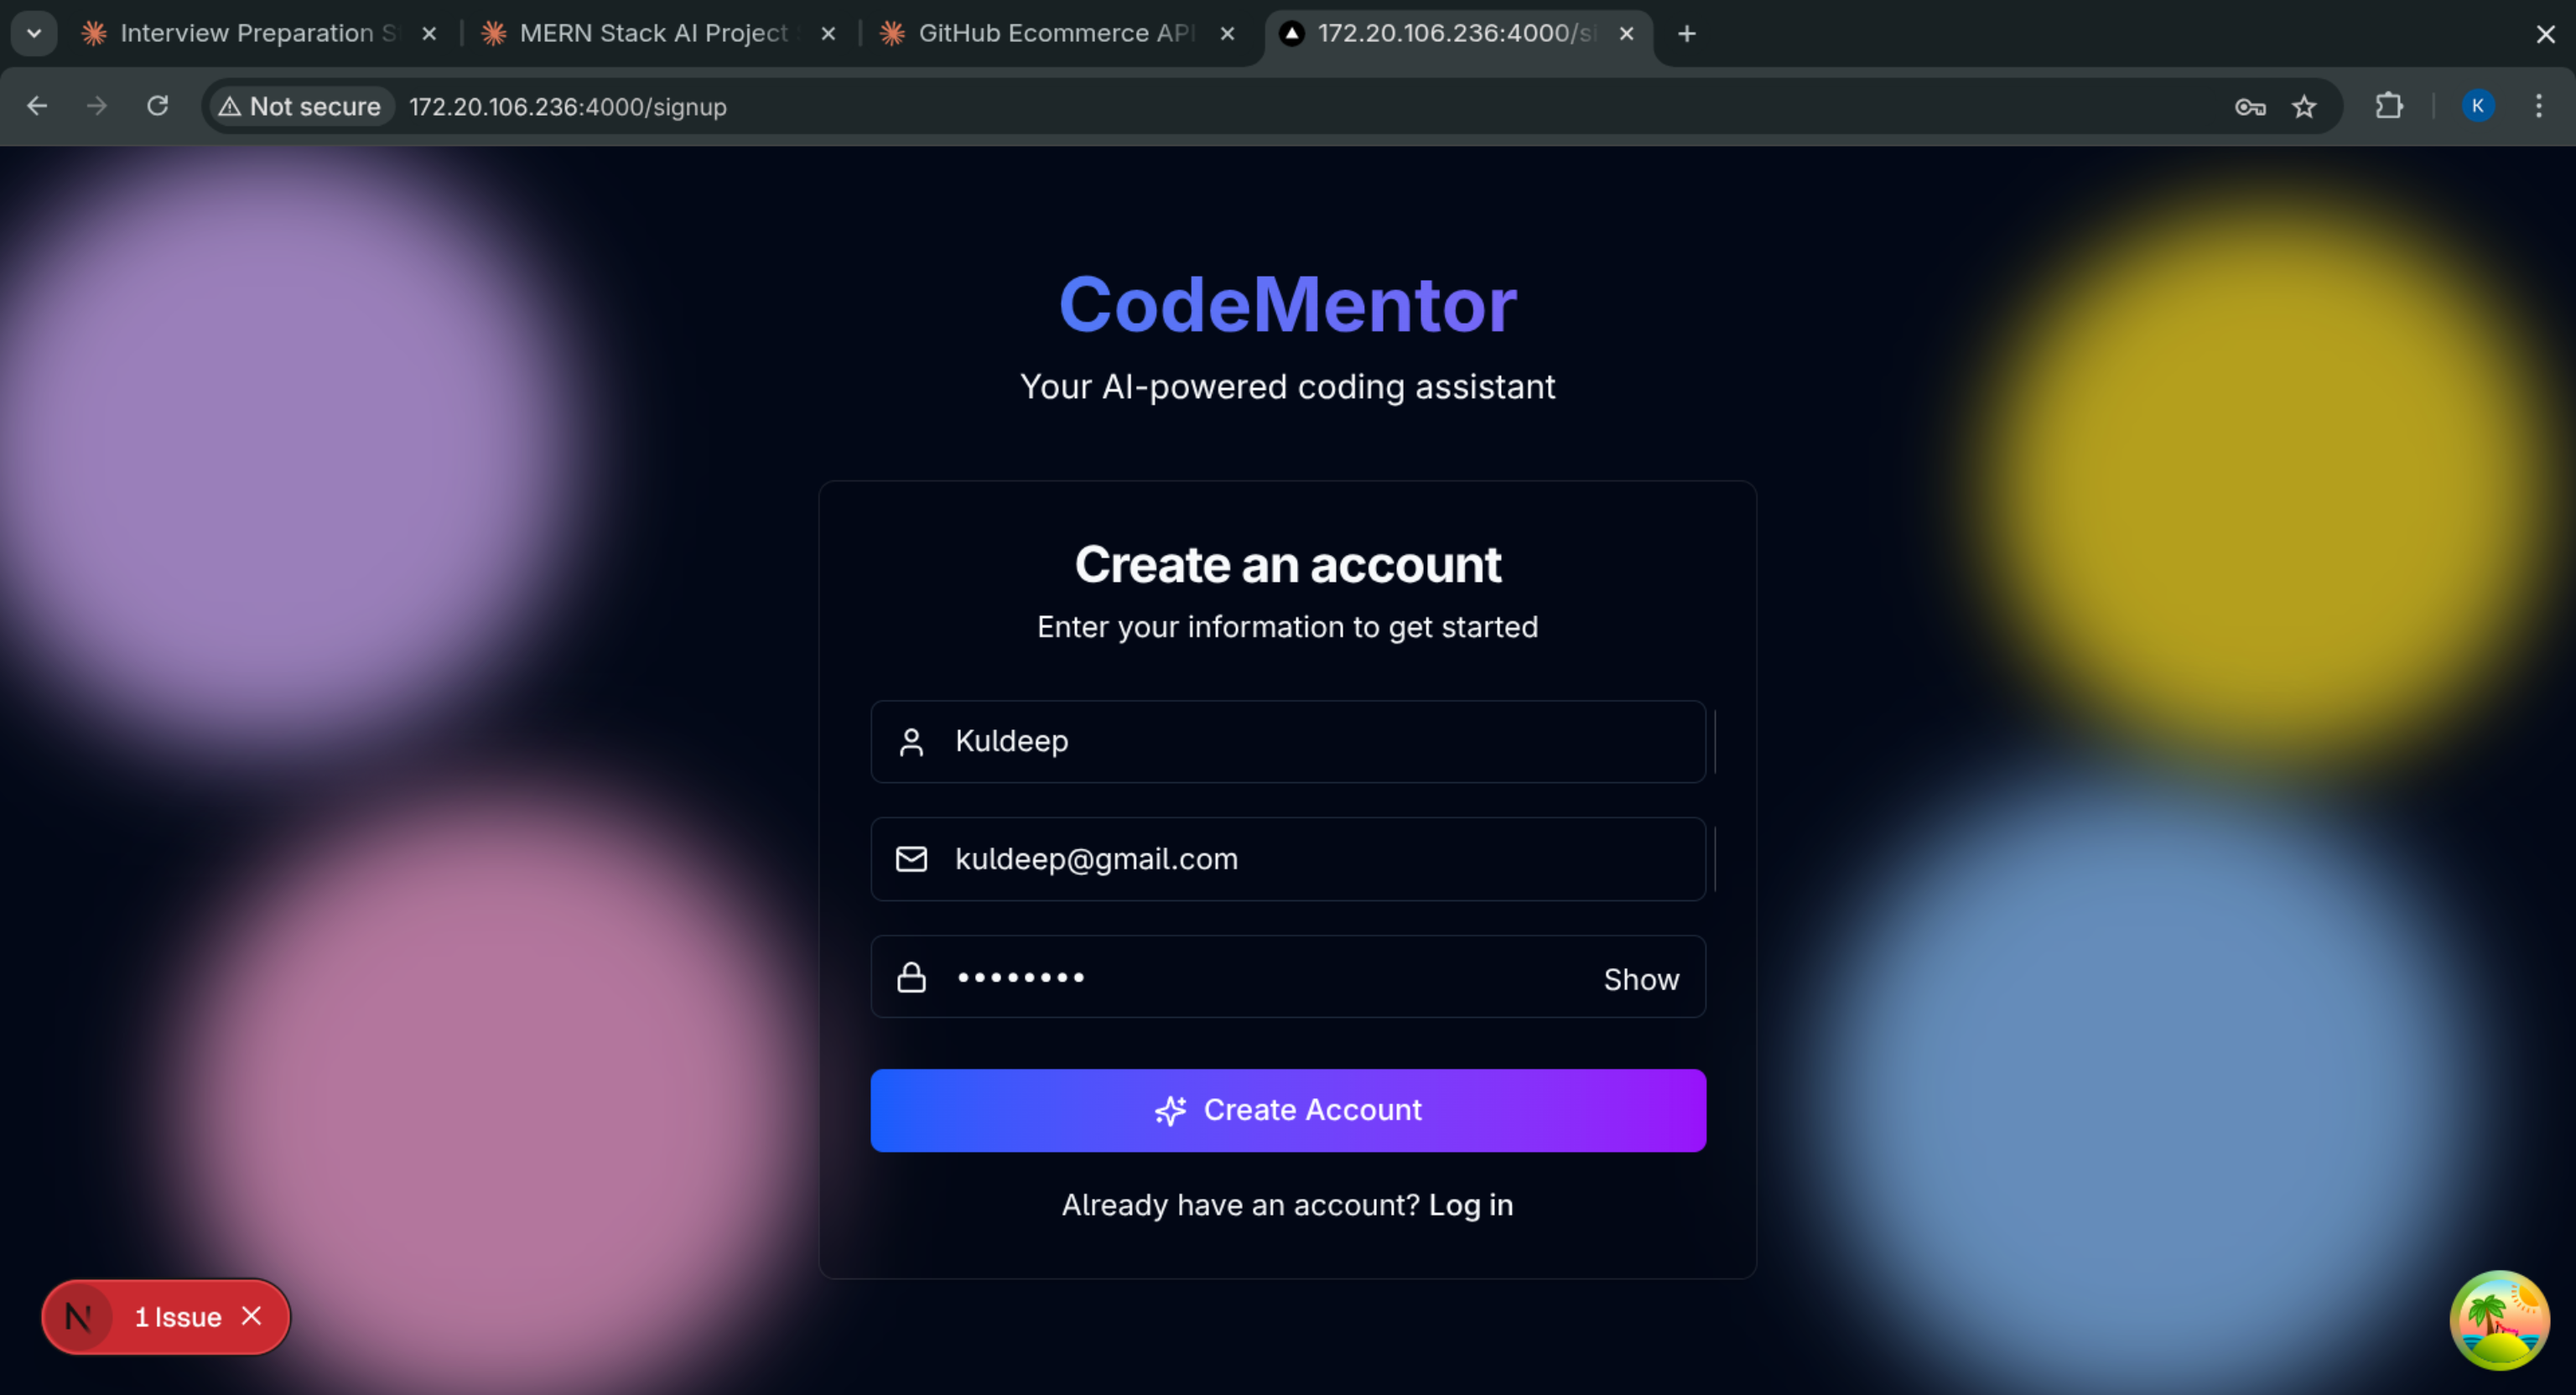 Interview Preparation S
MERN Stack AI Project
GitHub Ecommerce API
172.20.106.236:4000/si
Not secure
172.20.106.236:4000/signup
K
CodeMentor
Your AI-powered coding assistant
Create an account
Enter your information to get started
Kuldeep
kuldeep@gmail.com
••••••••
Show
Create Account
Already have an account? Log in
N
1 Issue